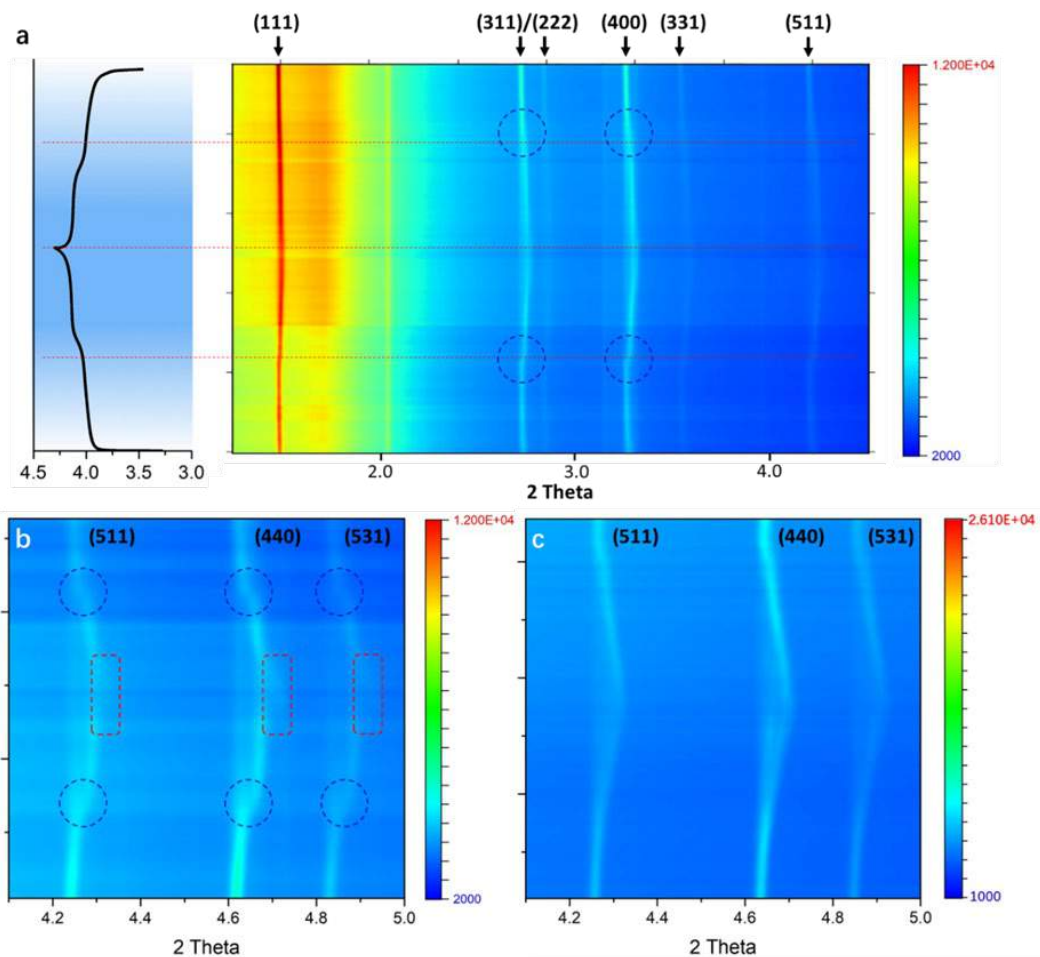 a
(111) (311)/(222) (400) (331) (511)
1.200E+04
2000
4.5 4.0 3.5 3.0
2.0 3.0 4.0
2 Theta
b
(511) (440) (531)
1.200E+04
2000
4.2 4.4 4.6 4.8 5.0
2 Theta
c
(511) (440) (531)
2.610E+04
1000
4.2 4.4 4.6 4.8 5.0
2 Theta